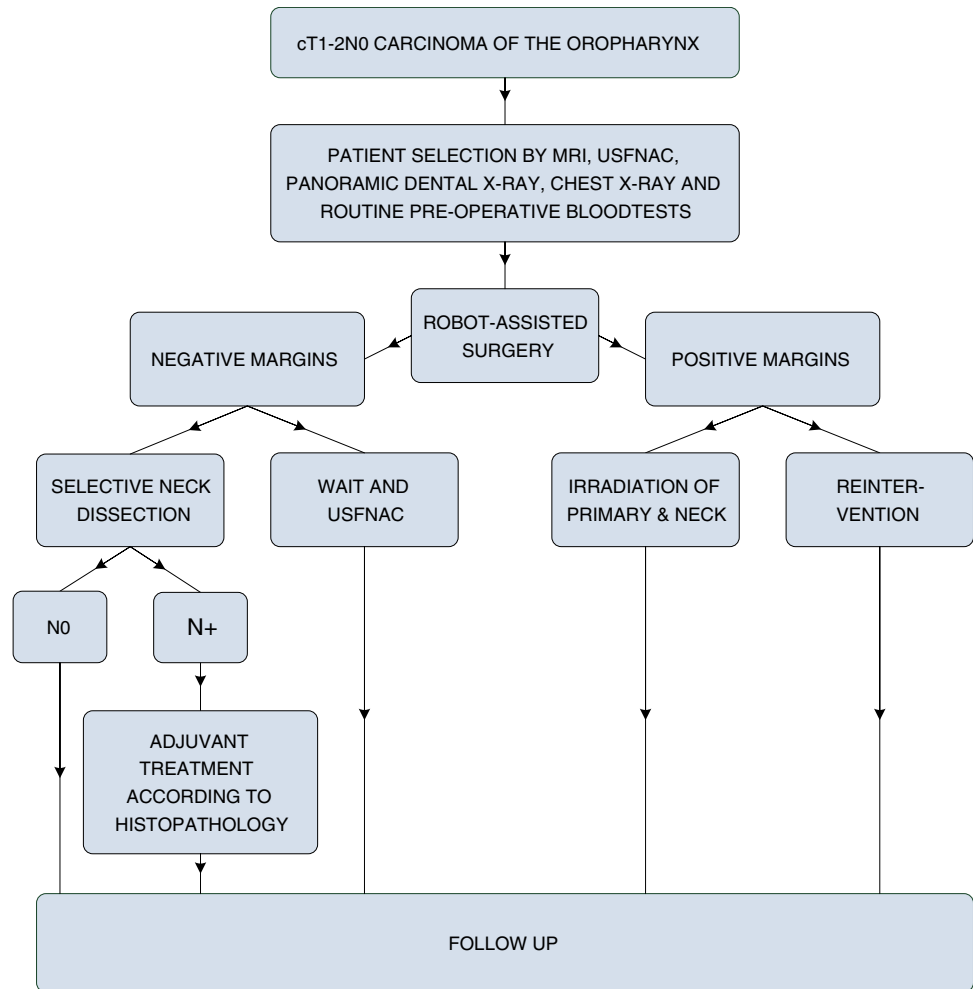 cT1-2N0 CARCINOMA OF THE OROPHARYNX
PATIENT SELECTION BY MRI, USFNAC,
PANORAMIC DENTAL X-RAY, CHEST X-RAY AND
ROUTINE PRE-OPERATIVE BLOODTESTS
ROBOT-ASSISTED
SURGERY
NEGATIVE MARGINS
POSITIVE MARGINS
SELECTIVE NECK
DISSECTION
WAIT AND
USFNAC
IRRADIATION OF
PRIMARY & NECK
REINTER-
VENTION
N0
N+
ADJUVANT
TREATMENT
ACCORDING TO
HISTOPATHOLOGY
FOLLOW UP